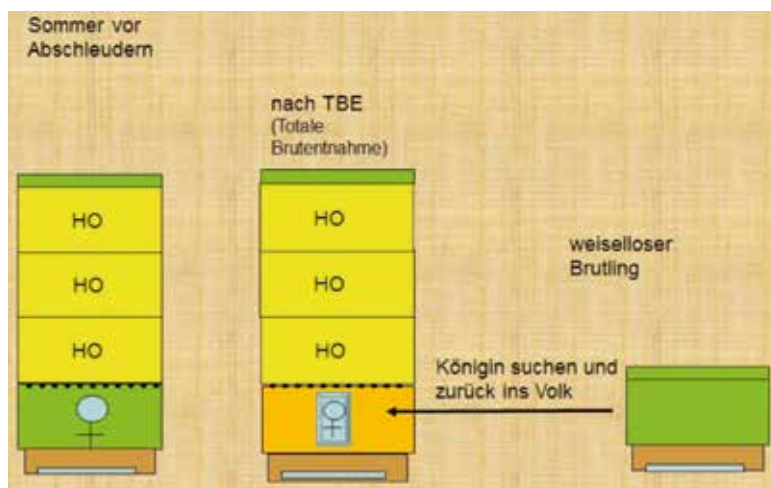 Sommer vor
Abschleudern
nach TBE
(Totale
Brutentnahme)
HO
HO
HO
HO
HO
HO
weiselloser
Brutling
Königin suchen und
zurück ins Volk